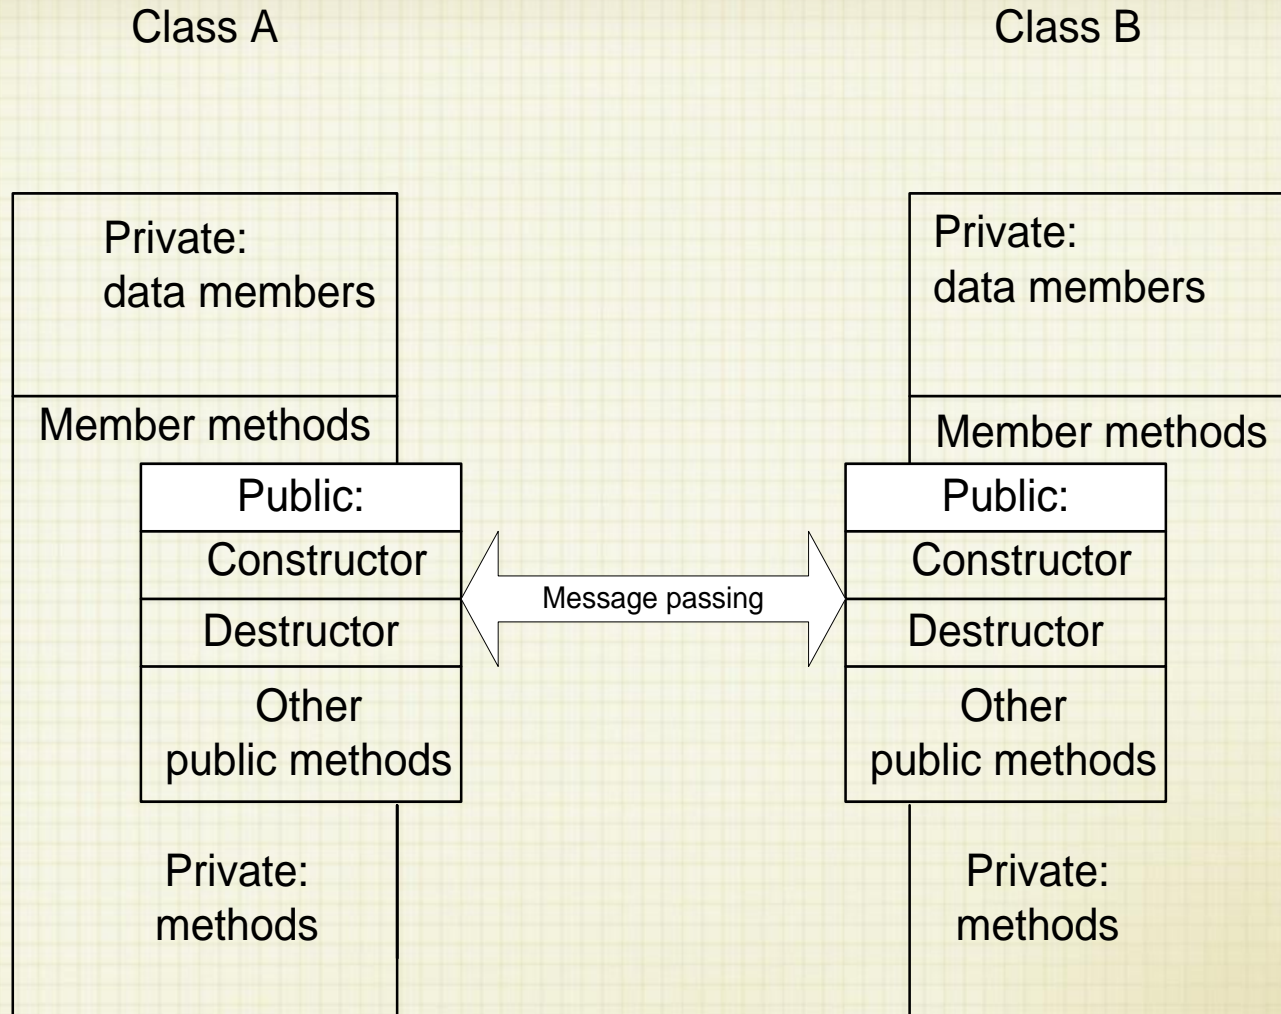 Class A
Class B
Private:
data members
Private:
data members
Member methods
Member methods
Public:
Constructor
Destructor
Other
public methods
Message passing
Public:
Constructor
Destructor
Other
public methods
Private:
methods
Private:
methods